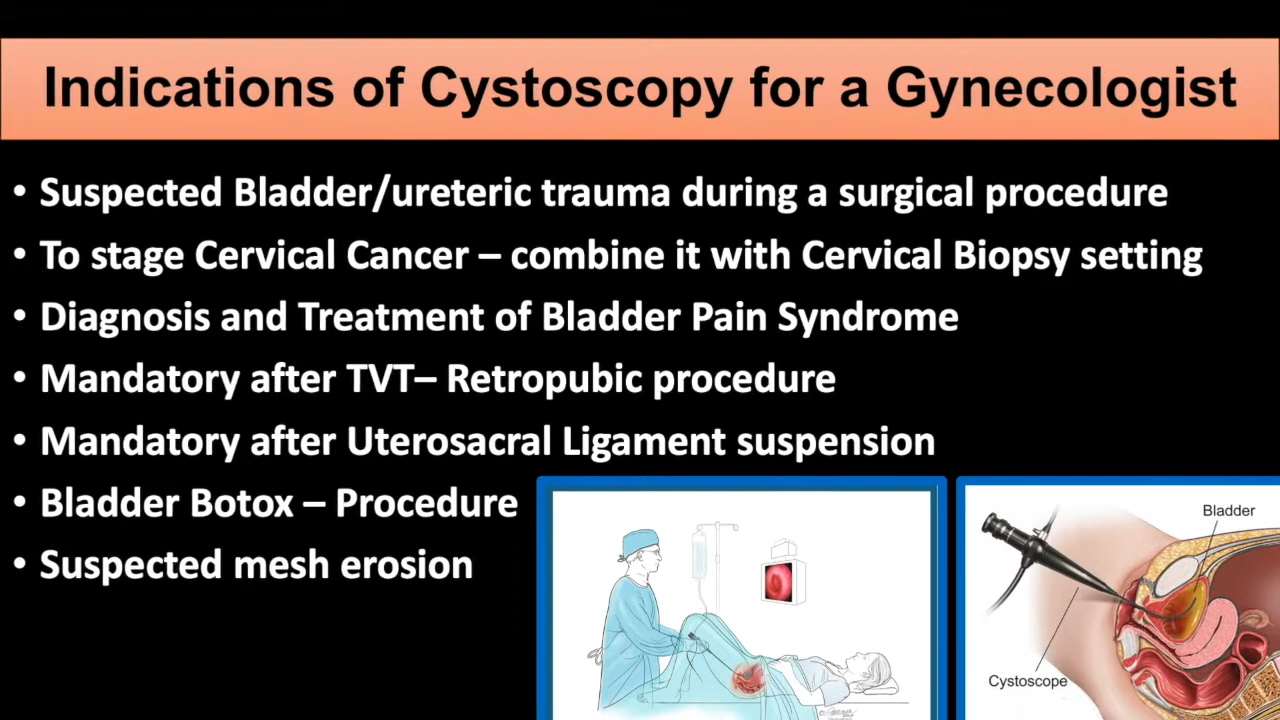 Indications of Cystoscopy for a Gynecologist
• Suspected Bladder/ureteric trauma during a surgical procedure
• To stage Cervical Cancer – combine it with Cervical Biopsy setting
• Diagnosis and Treatment of Bladder Pain Syndrome
• Mandatory after TVT– Retropubic procedure
• Mandatory after Uterosacral Ligament suspension
• Bladder Botox – Procedure
• Suspected mesh erosion
Bladder
Cystoscope